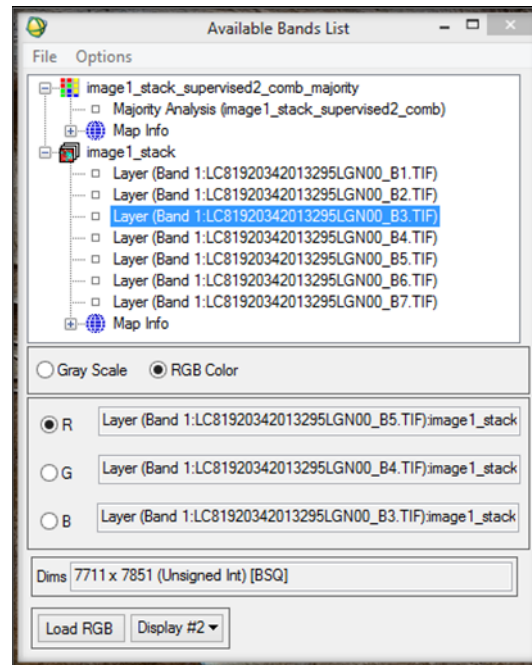 Available Bands List
File Options
image1_stack_supervised2_comb_majority
Majority Analysis (image1_stack_supervised2_comb)
Map Info
image1_stack
Layer (Band 1:LC81920342013295LGN00_B1.TIF)
Layer (Band 1:LC81920342013295LGN00_B2.TIF)
Layer (Band 1:LC81920342013295LGN00_B3.TIF)
Layer (Band 1:LC81920342013295LGN00_B4.TIF)
Layer (Band 1:LC81920342013295LGN00_B5.TIF)
Layer (Band 1:LC81920342013295LGN00_B6.TIF)
Layer (Band 1:LC81920342013295LGN00_B7.TIF)
Map Info
Gray Scale RGB Color
R Layer (Band 1:LC81920342013295LGN00_B5.TIF):image1_stack
G Layer (Band 1:LC81920342013295LGN00_B4.TIF):image1_stack
B Layer (Band 1:LC81920342013295LGN00_B3.TIF):image1_stack
Dims 7711 x 7851 (Unsigned Int) [BSQ]
Load RGB Display #2